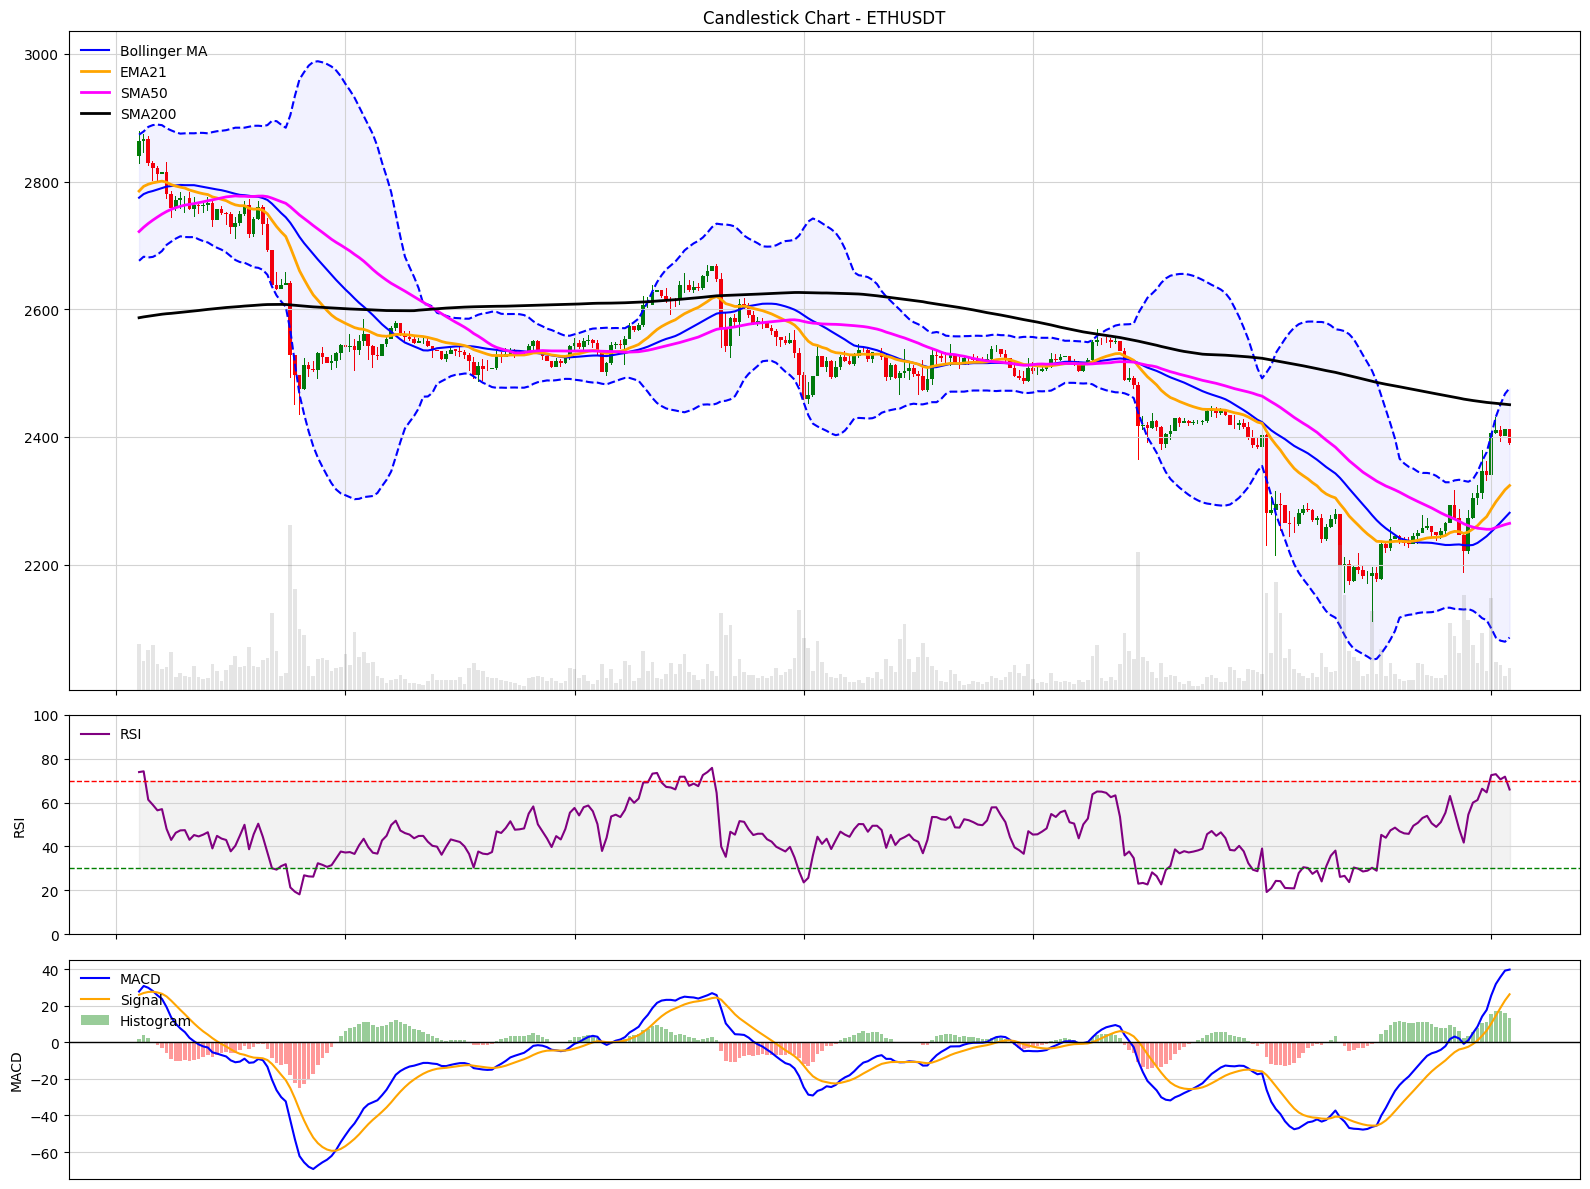 Candlestick Chart - ETHUSDT
Bollinger MA
EMA21
SMA50
SMA200
3000
2800
2600
2400
2200
RSI
100
80
60
40
20
0
RSI
MACD
Signal
Histogram
40
20
0
−20
−40
−60
MACD